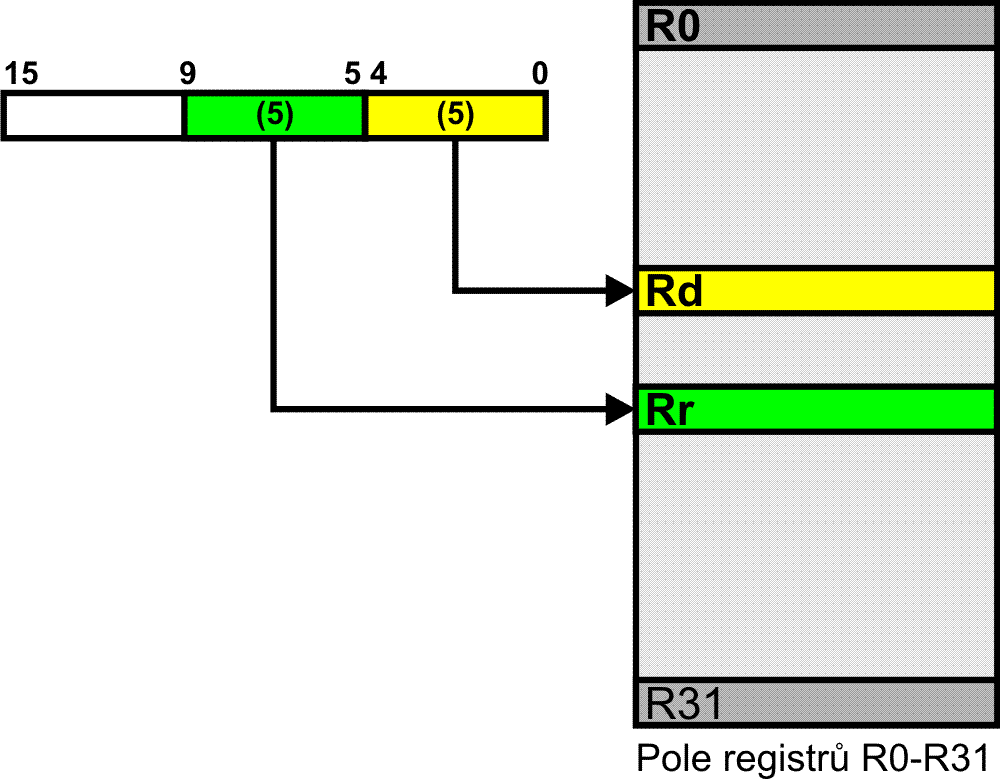 R0
15 9 5 4 0
(5) (5)
Rd
Rr
R31
Pole registrů R0-R31